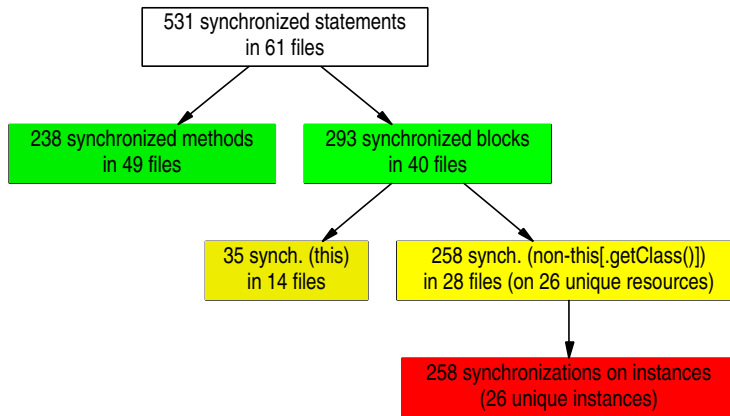 531 synchronized statements
in 61 files
238 synchronized methods
in 49 files
293 synchronized blocks
in 40 files
35 synch. (this)
in 14 files
258 synch. (non-this[.getClass()])
in 28 files (on 26 unique resources)
258 synchronizations on instances
(26 unique instances)